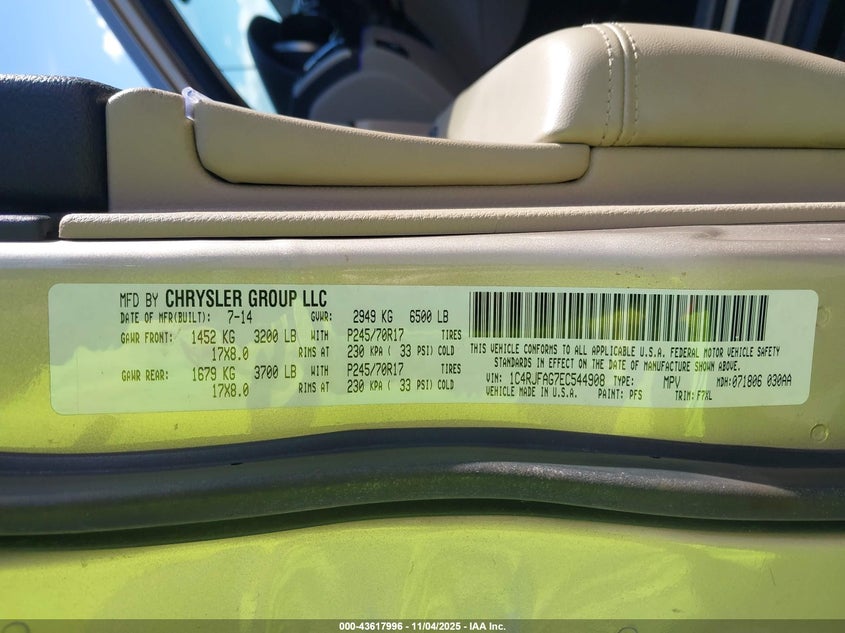 MFD BY CHRYSLER GROUP LLC
DATE OF MFR(BUILT): 7-14 GVWR: 2949 KG 6500 LB
GAWR FRONT: 1452 KG 3200 LB WITH P245/70R17 TIRES
17X8.0 RIMS AT 230 KPA ( 33 PSI) COLD
GAWR REAR: 1679 KG 3700 LB WITH P245/70R17 TIRES
17X8.0 RIMS AT 230 KPA ( 33 PSI) COLD
THIS VEHICLE CONFORMS TO ALL APPLICABLE U.S.A. FEDERAL MOTOR VEHICLE SAFETY
STANDARDS IN EFFECT ON THE DATE OF MANUFACTURE SHOWN ABOVE.
VIN: 1C4RJFAG7EC544908 TYPE: MPV MDH: 071806 030AA
VEHICLE MADE IN U.S.A. PAINT: PFS TRIM: F7XL
000-43617996 - 11/04/2025 - IAA Inc.